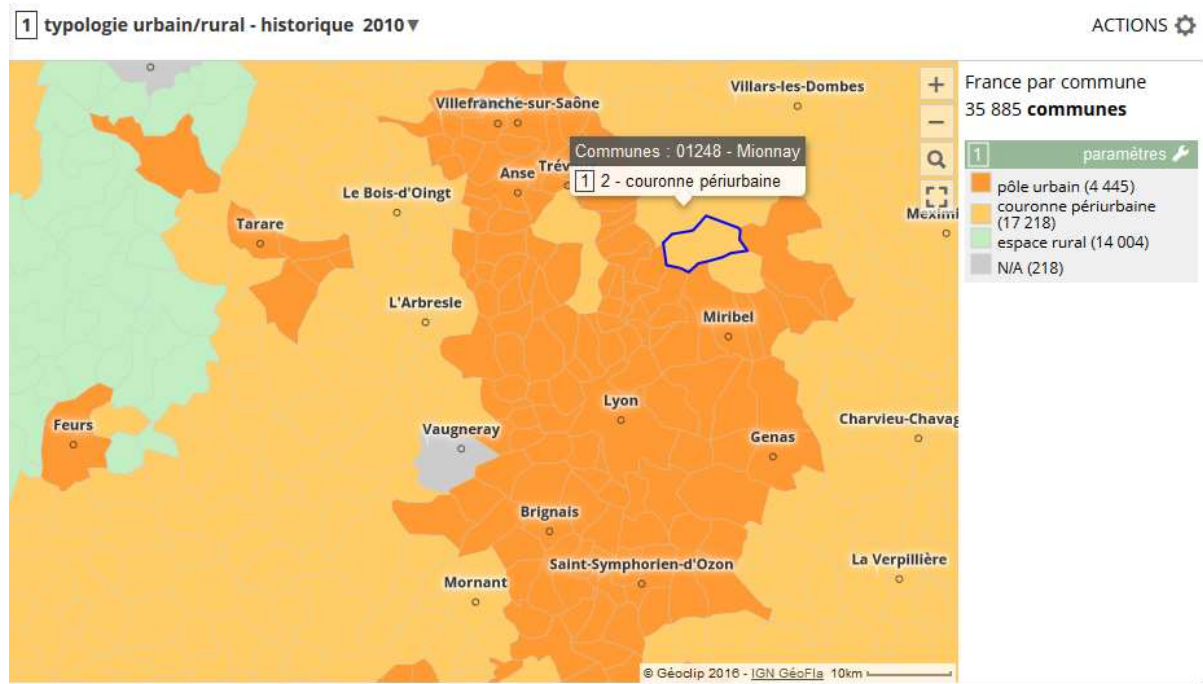 1 typologie urbain/rural - historique 2010▼
ACTIONS
Villefranche-sur-Saône
Villars-les-Dombes
Communes : 01248 - Mionnay
1 2 - couronne périurbaine
Anse
Le Bois-d'Oingt
Tarare
L'Arbresle
Miribel
Lyon
Feurs
Vaugneray
Charvieu-Chavag
Genas
Brignais
Saint-Symphorien-d'Ozon
La Verpillière
Mornant
© Géoclip 2016 - IGN GéoFla 10km
+
−
France par commune
35 885 communes
1 paramètres
pôle urbain (4 445)
couronne périurbaine
(17 218)
espace rural (14 004)
N/A (218)